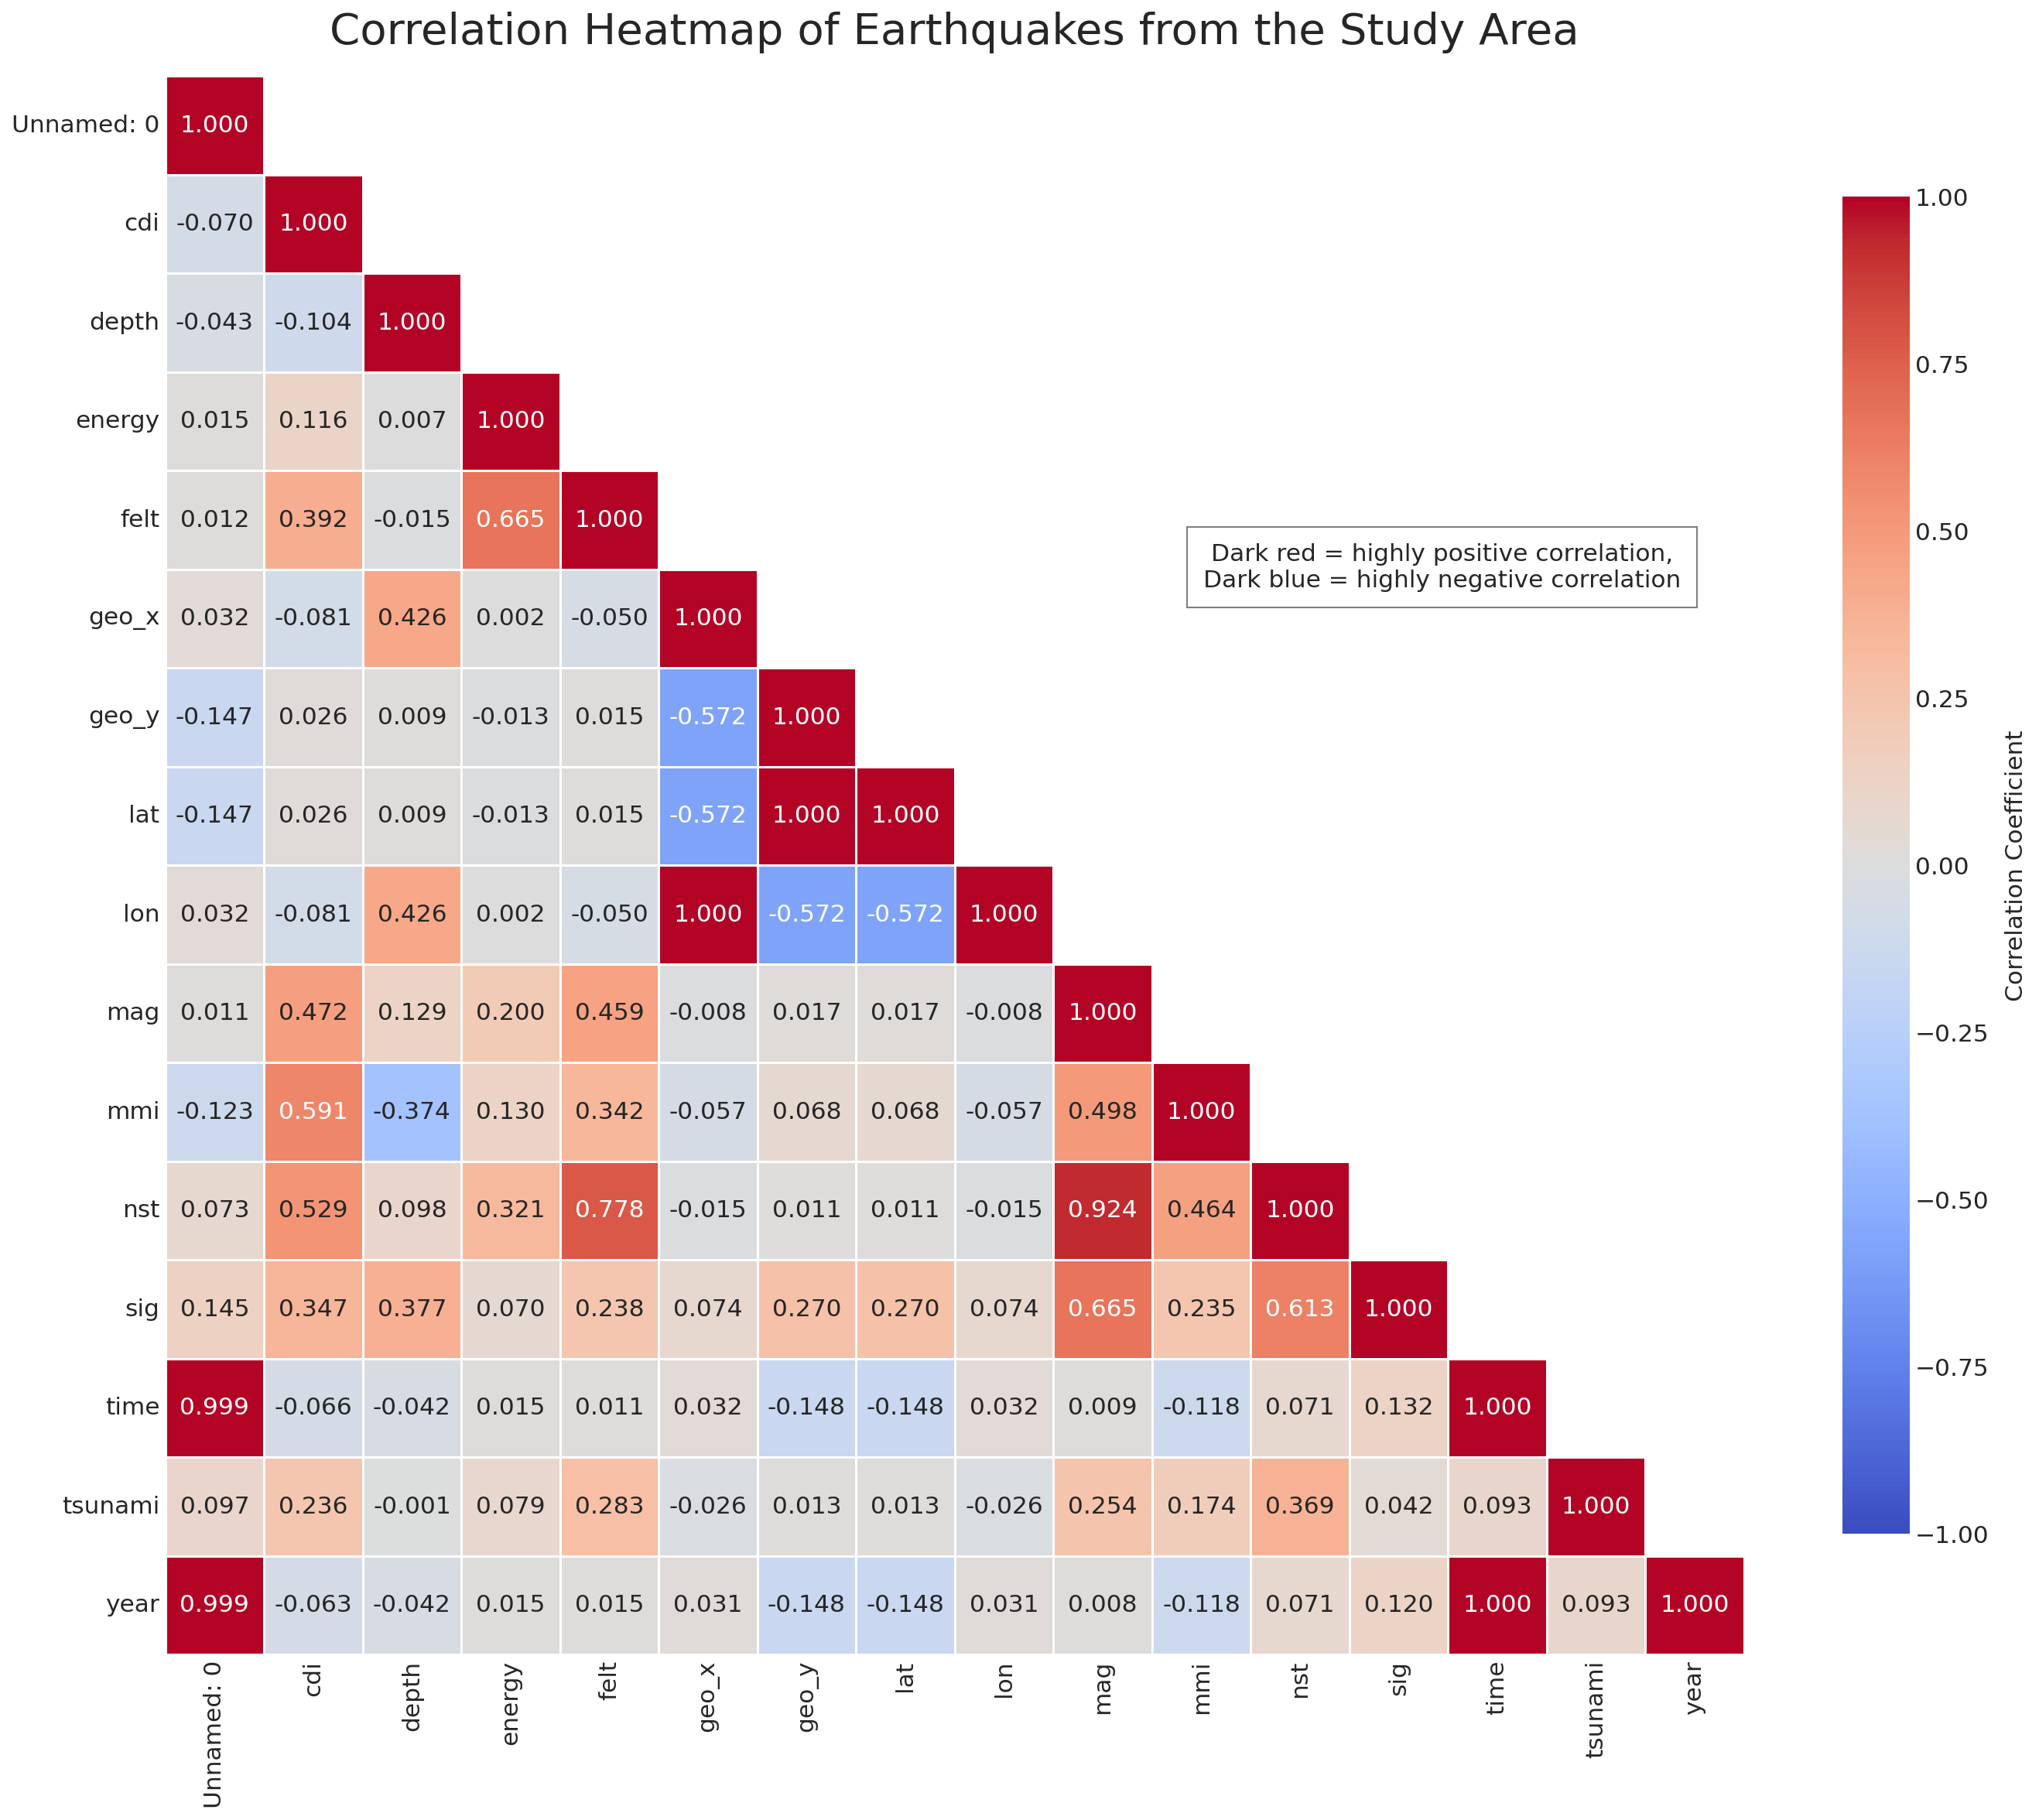 Correlation Heatmap of Earthquakes from the Study Area
Unnamed: 0 1.000
cdi -0.070 1.000
depth -0.043 -0.104 1.000
energy 0.015 0.116 0.007 1.000
felt 0.012 0.392 -0.015 0.665 1.000
geo_x 0.032 -0.081 0.426 0.002 -0.050 1.000
geo_y -0.147 0.026 0.009 -0.013 0.015 -0.572 1.000
lat -0.147 0.026 0.009 -0.013 0.015 -0.572 1.000 1.000
lon 0.032 -0.081 0.426 0.002 -0.050 1.000 -0.572 -0.572 1.000
mag 0.011 0.472 0.129 0.200 0.459 -0.008 0.017 0.017 -0.008 1.000
mmi -0.123 0.591 -0.374 0.130 0.342 -0.057 0.068 0.068 -0.057 0.498 1.000
nst 0.073 0.529 0.098 0.321 0.778 -0.015 0.011 0.011 -0.015 0.924 0.464 1.000
sig 0.145 0.347 0.377 0.070 0.238 0.074 0.270 0.270 0.074 0.665 0.235 0.613 1.000
time 0.999 -0.066 -0.042 0.015 0.011 0.032 -0.148 -0.148 0.032 0.009 -0.118 0.071 0.132 1.000
tsunami 0.097 0.236 -0.001 0.079 0.283 -0.026 0.013 0.013 -0.026 0.254 0.174 0.369 0.042 0.093 1.000
year 0.999 -0.063 -0.042 0.015 0.015 0.031 -0.148 -0.148 0.031 0.008 -0.118 0.071 0.120 1.000 0.093 1.000
Unnamed: 0 cdi depth energy felt geo_x geo_y lat lon mag mmi nst sig time tsunami year
Dark red = highly positive correlation,
Dark blue = highly negative correlation
1.00
0.75
0.50
0.25
0.00
−0.25
−0.50
−0.75
−1.00
Correlation Coefficient